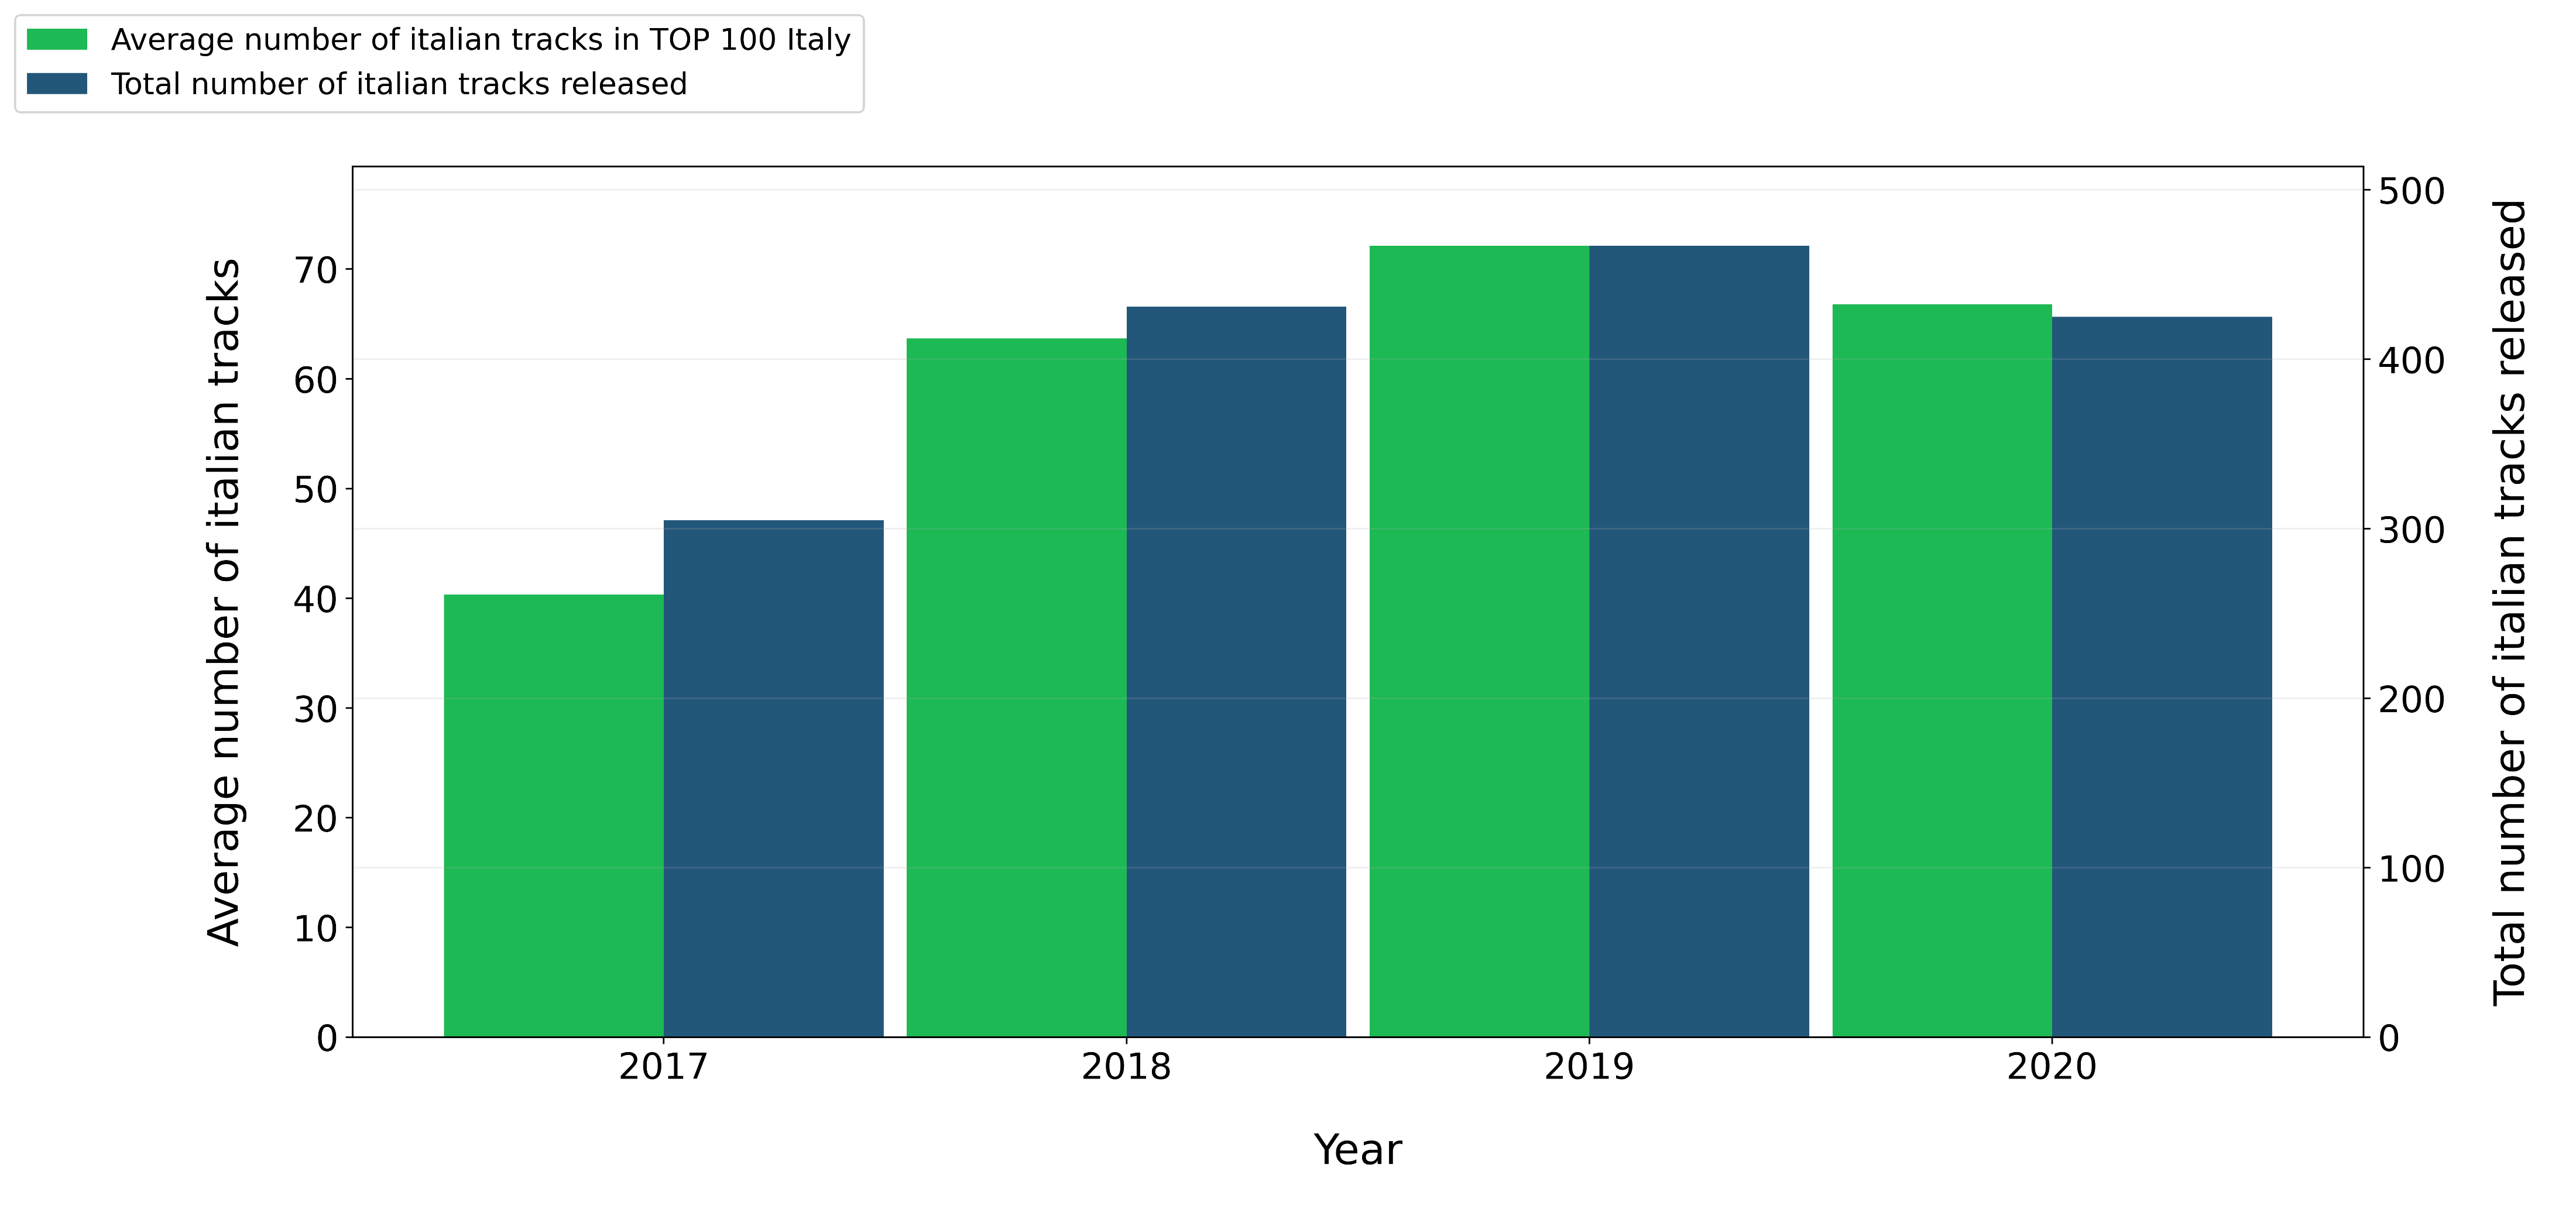 Average number of italian tracks in TOP 100 Italy
Total number of italian tracks released
Average number of italian tracks
70
60
50
40
30
20
10
0
500
400
300
200
100
0
Total number of italian tracks released
2017 2018 2019 2020
Year